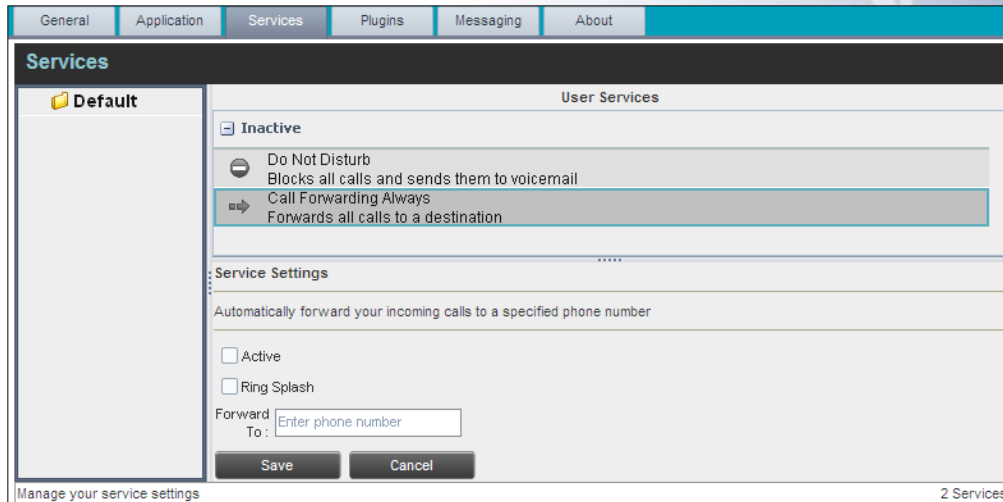 General Application Services Plugins Messaging About
Services
Default
User Services
Inactive
Do Not Disturb
Blocks all calls and sends them to voicemail
Call Forwarding Always
Forwards all calls to a destination
Service Settings
Automatically forward your incoming calls to a specified phone number
Active
Ring Splash
Forward
To :
Enter phone number
Save Cancel
Manage your service settings 2 Services